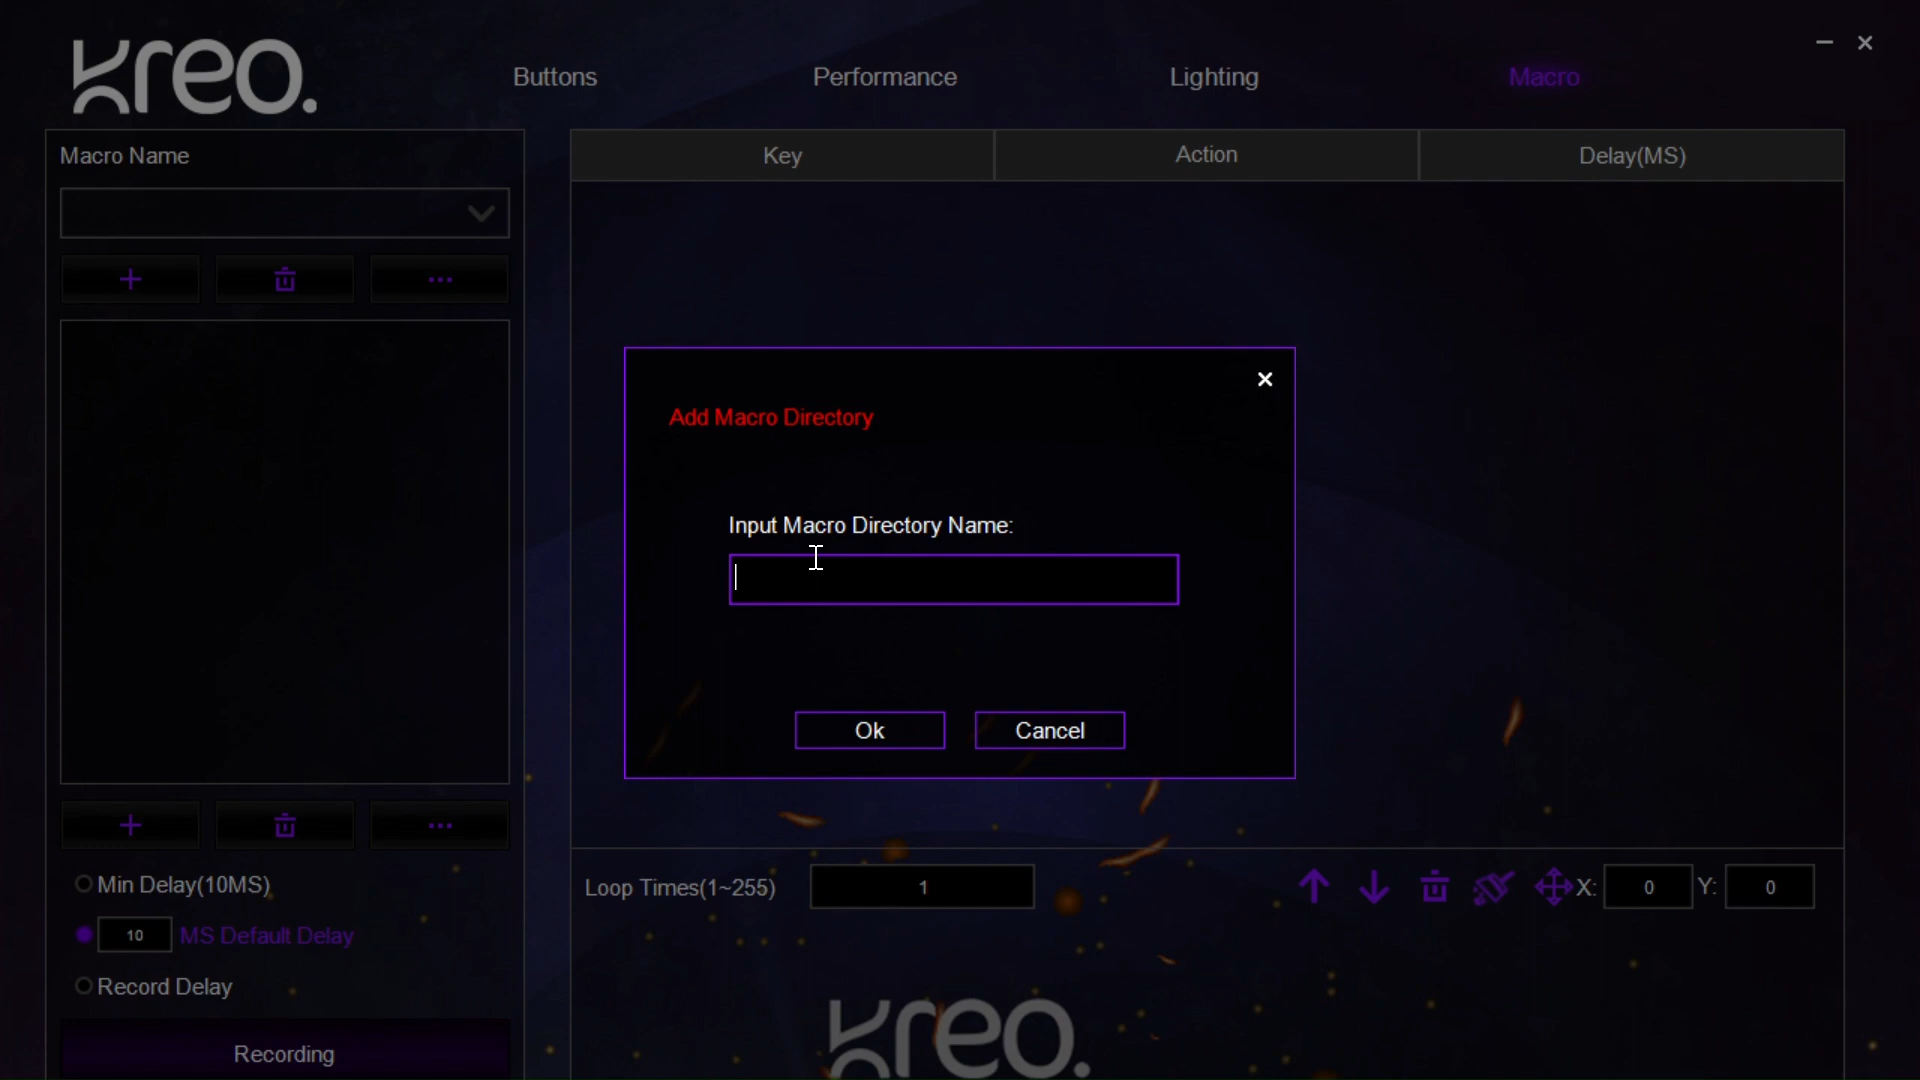 kreo.
Buttons
Performance
Lighting
Macro
Macro Name
Key
Action
Delay(MS)
Add Macro Directory
Input Macro Directory Name:
Ok
Cancel
Min Delay(10MS)
10
MS Default Delay
Record Delay
Recording
Loop Times(1~255)
1
X:
0
Y:
0
kreo.